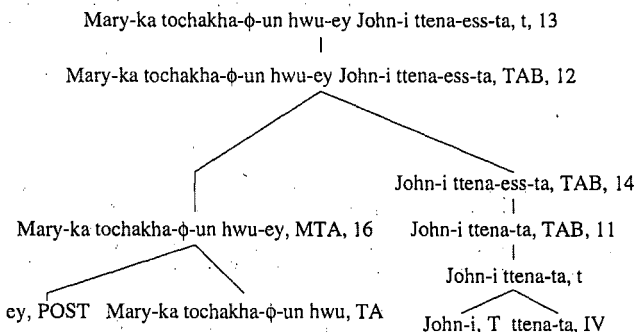 Mary-ka tochakha-ɸ-un hwu-ey John-i ttena-ess-ta, t, 13
Mary-ka tochakha-ɸ-un hwu-ey John-i ttena-ess-ta, TAB, 12
John-i ttena-ess-ta, TAB, 14
Mary-ka tochakha-ɸ-un hwu-ey, MTA, 16 John-i ttena-ta, TAB, 11
John-i ttena-ta, t
ey, POST Mary-ka tochakha-ɸ-un hwu, TA John-i, T ttena-ta, IV